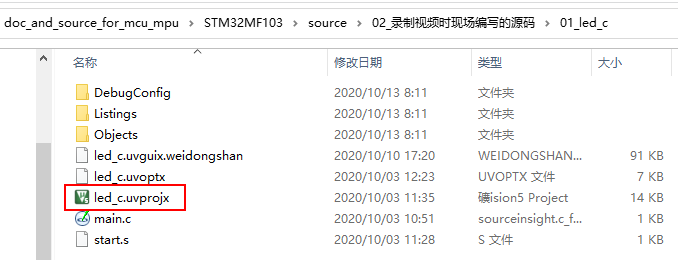 doc_and_source_for_mcu_mpu > STM32MF103 > source > 02_录制视频时现场编写的源码 > 01_led_c
名称 修改日期 类型 大小
DebugConfig 2020/10/13 8:11 文件夹
Listings 2020/10/13 8:11 文件夹
Objects 2020/10/13 8:11 文件夹
led_c.uvguix.weidongshan 2020/10/10 17:20 WEIDONGSHAN... 91 KB
led_c.uvoptx 2020/10/03 12:23 UVOPTX 文件 7 KB
led_c.uvprojx 2020/10/03 11:35 礦ision5 Project 14 KB
main.c 2020/10/03 10:51 sourceinsight.c_f... 1 KB
start.s 2020/10/03 11:28 S 文件 1 KB